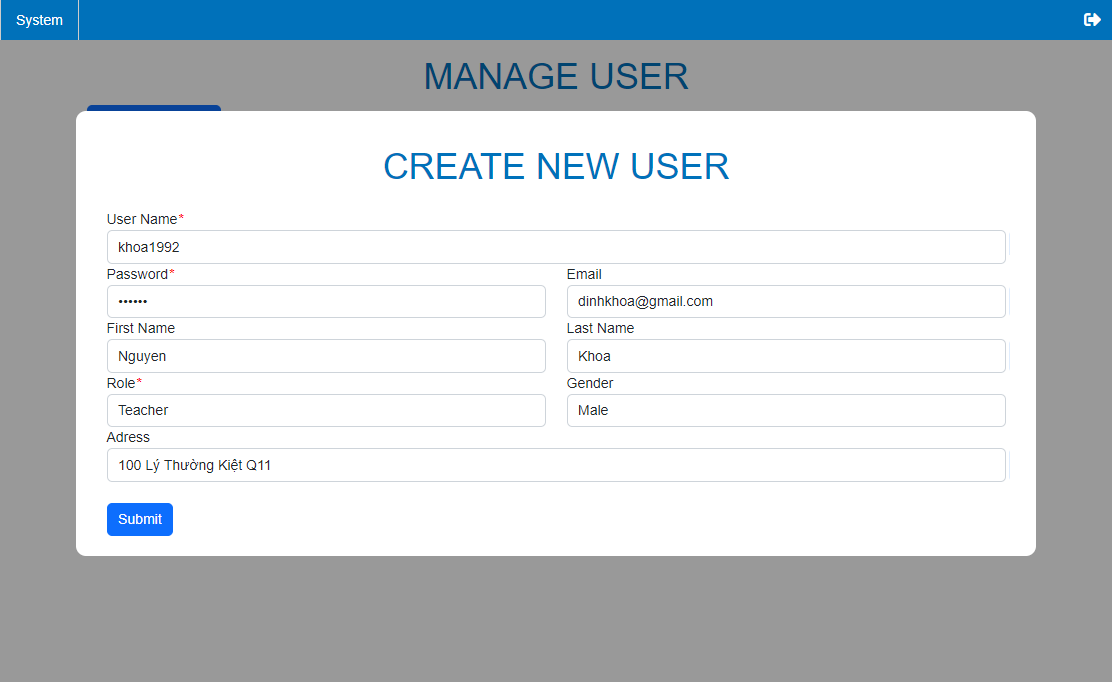 System
MANAGE USER
CREATE NEW USER
User Name*
khoa1992
Password* Email
•••••• dinhkhoa@gmail.com
First Name Last Name
Nguyen Khoa
Role* Gender
Teacher Male
Adress
100 Lý Thường Kiệt Q11
Submit